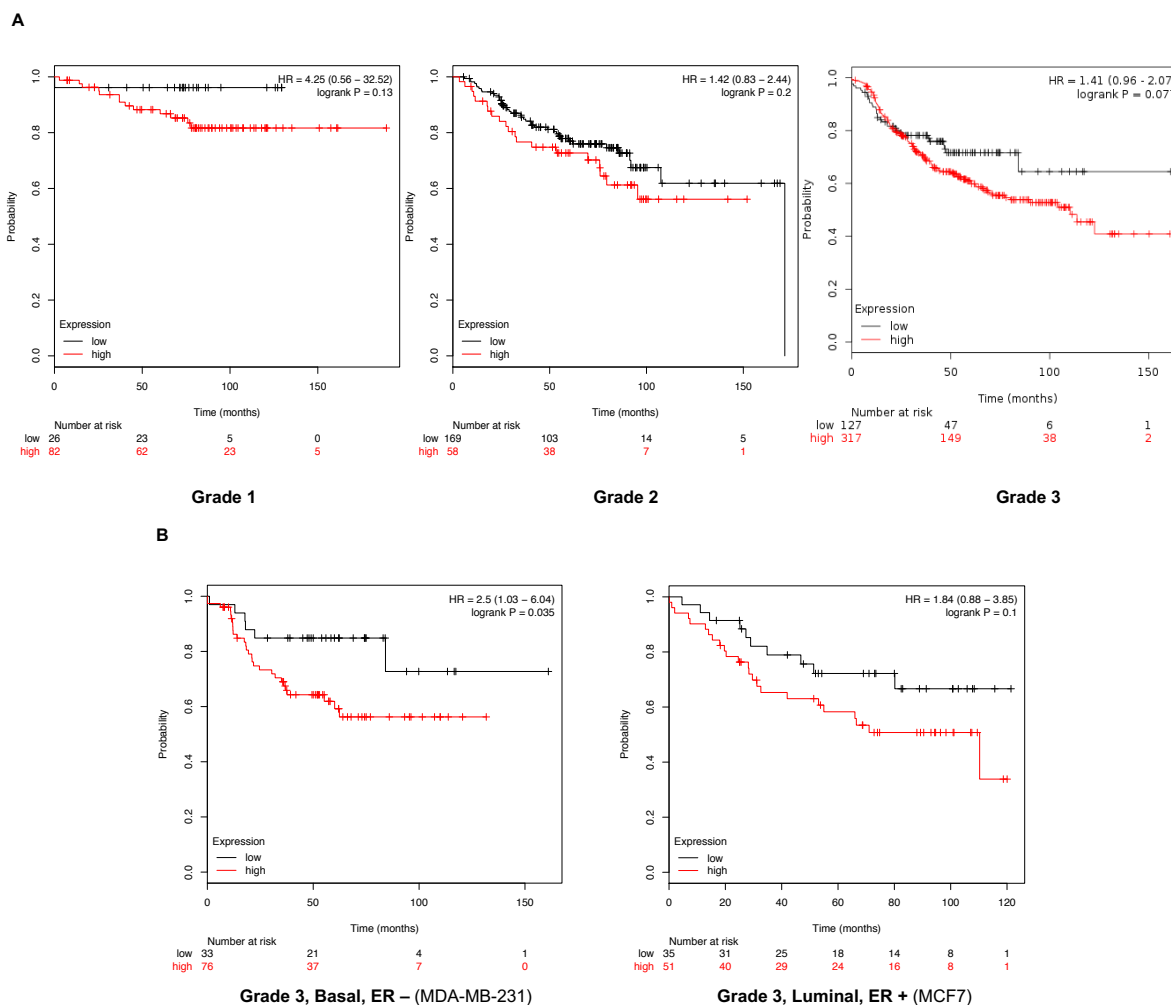 A
HR = 4.25 (0.56 – 32.52)
logrank P = 0.13
Probability
1.0
0.8
0.6
0.4
0.2
0.0
Expression
low
high
0 50 100 150
Time (months)
Number at risk
low 26 23 5 0
high 82 62 23 5
Grade 1
HR = 1.42 (0.83 – 2.44)
logrank P = 0.2
Probability
1.0
0.8
0.6
0.4
0.2
0.0
Expression
low
high
0 50 100 150
Time (months)
Number at risk
low 169 103 14 5
high 58 38 7 1
Grade 2
HR = 1.41 (0.96 - 2.07
logrank P = 0.077
Probability
1.0
0.8
0.6
0.4
0.2
0.0
Expression
low
high
0 50 100 150
Time (months)
Number at risk
low 127 47 6 1
high 317 149 38 2
Grade 3
B
HR = 2.5 (1.03 – 6.04)
logrank P = 0.035
Probability
1.0
0.8
0.6
0.4
0.2
0.0
Expression
low
high
0 50 100 150
Time (months)
Number at risk
low 33 21 4 1
high 76 37 7 0
Grade 3, Basal, ER – (MDA-MB-231)
HR = 1.84 (0.88 – 3.85)
logrank P = 0.1
Probability
1.0
0.8
0.6
0.4
0.2
0.0
Expression
low
high
0 20 40 60 80 100 120
Time (months)
Number at risk
low 35 31 25 18 14 8 1
high 51 40 29 24 16 8 1
Grade 3, Luminal, ER + (MCF7)